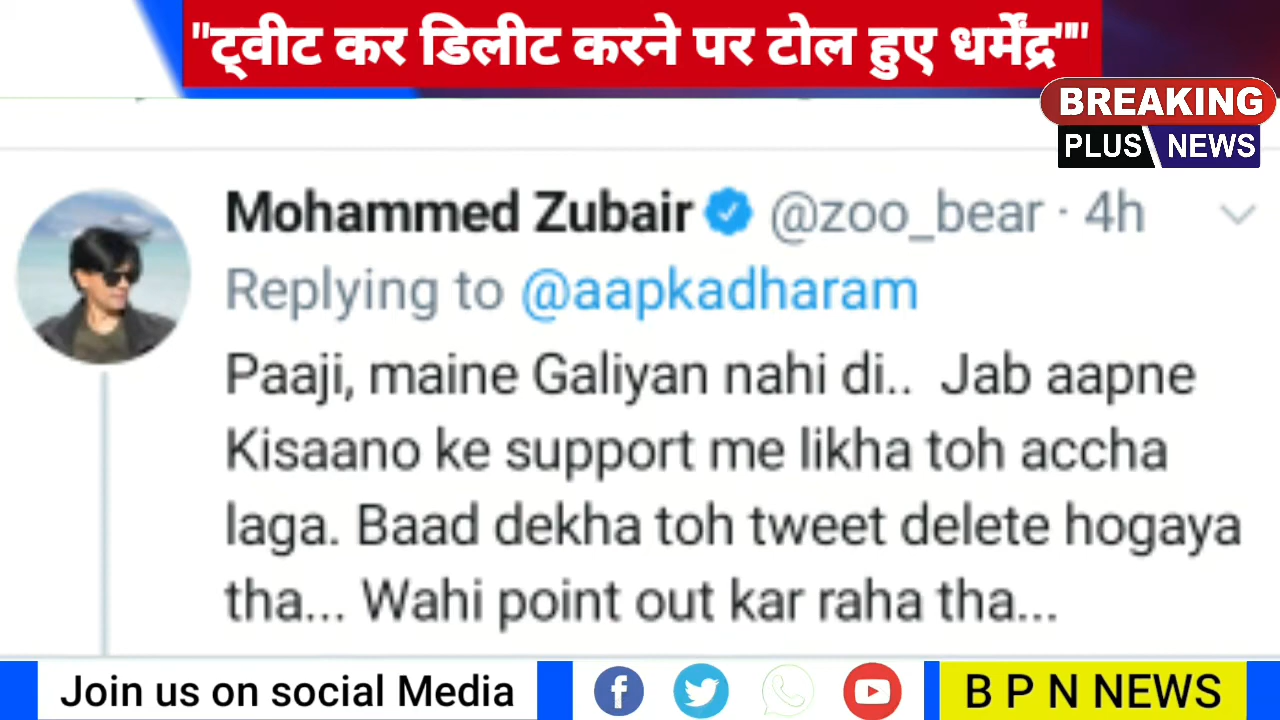 "ट्वीट कर डिलीट करने पर टोल हुए धर्मेंद्र""
BREAKING
PLUS NEWS
Mohammed Zubair @zoo_bear · 4h
Replying to @aapkadharam
Paaji, maine Galiyan nahi di.. Jab aapne
Kisaano ke support me likha toh accha
laga. Baad dekha toh tweet delete hogaya
tha... Wahi point out kar raha tha...
Join us on social Media
B P N NEWS